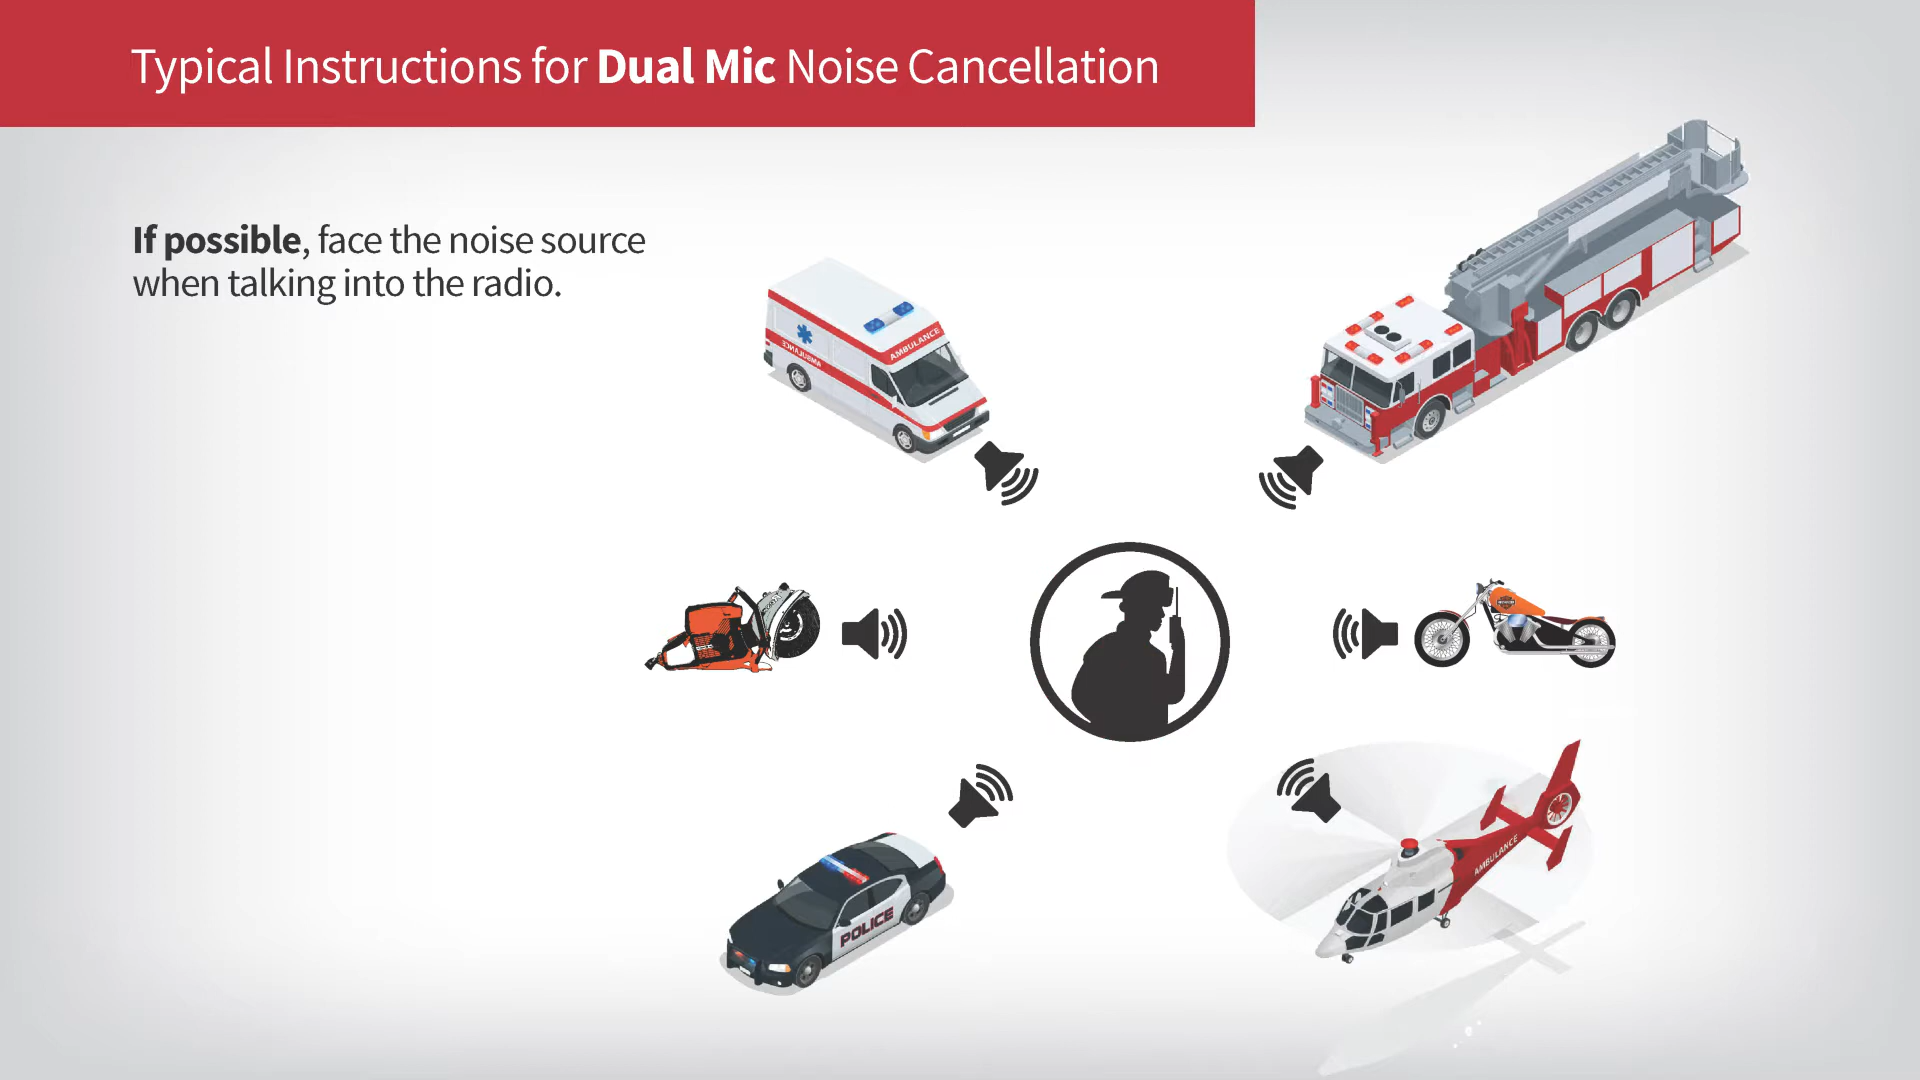 Typical Instructions for Dual Mic Noise Cancellation
If possible, face the noise source
when talking into the radio.
AMBULANCE
AMBULANCE
POLICE
AMBULANCE